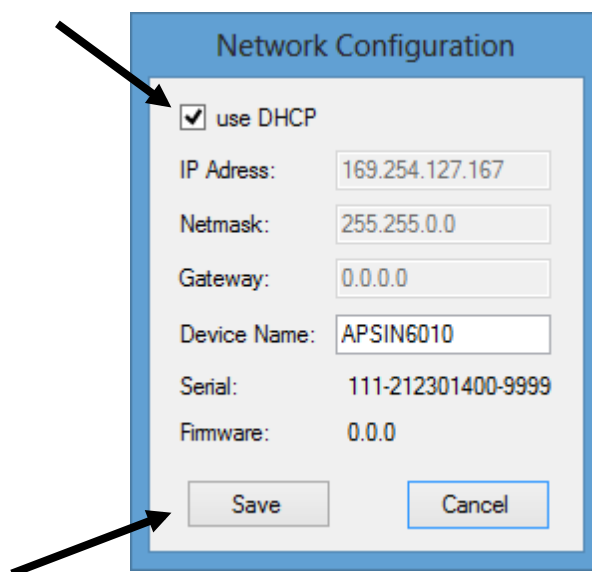 Network Configuration
use DHCP
IP Adress: 169.254.127.167
Netmask: 255.255.0.0
Gateway: 0.0.0.0
Device Name: APSIN6010
Serial: 111-212301400-9999
Firmware: 0.0.0
Save Cancel